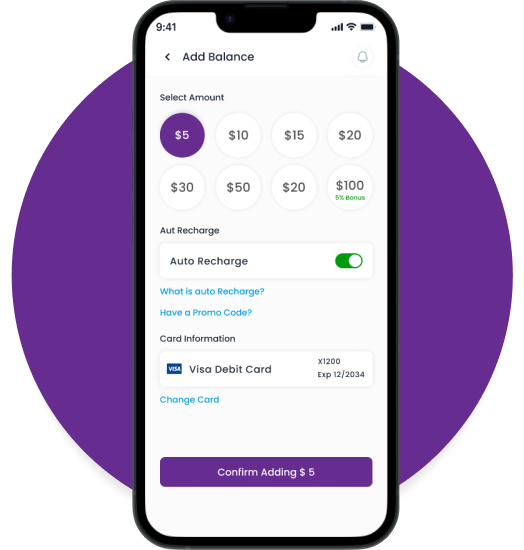 9:41
Add Balance
Select Amount
$5 $10 $15 $20
$30 $50 $20 $100
5% Bonus
Aut Recharge
Auto Recharge
What is auto Recharge?
Have a Promo Code?
Card Information
VISA Visa Debit Card X1200
Exp 12/2034
Change Card
Confirm Adding $ 5